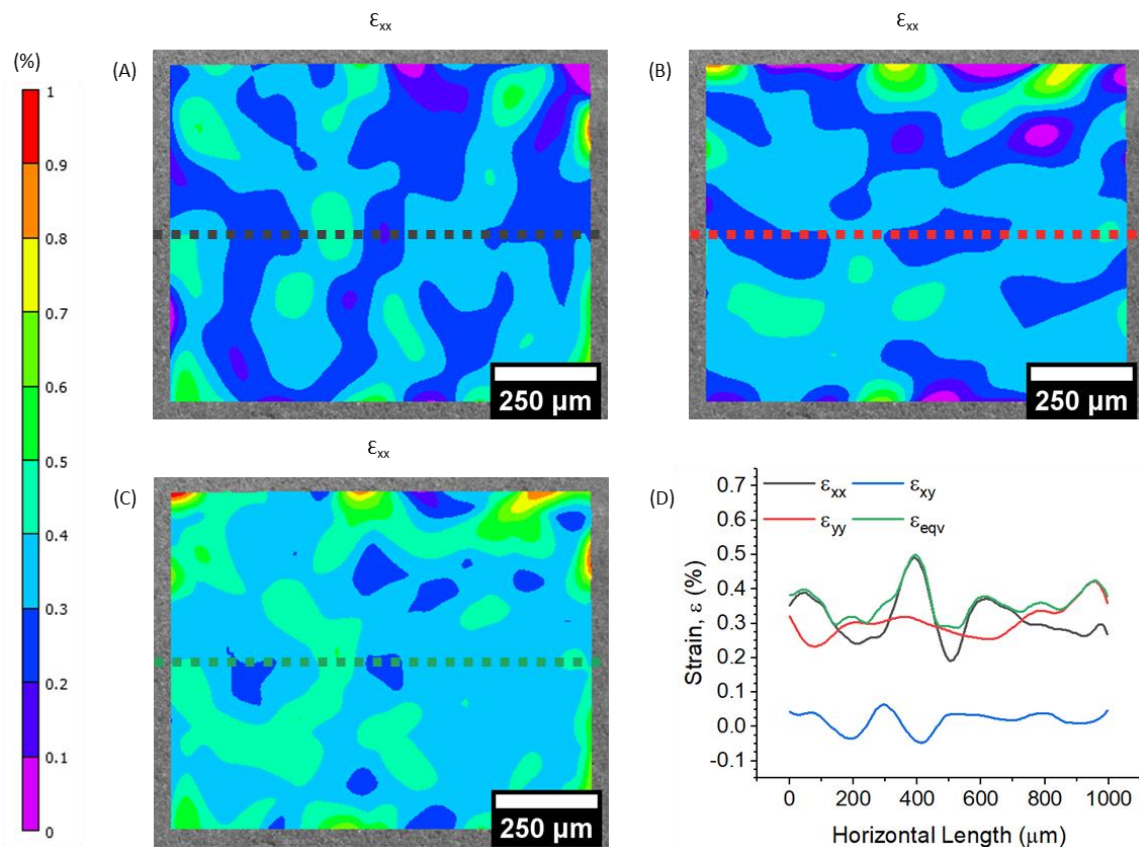 εxx
εxx
(%)
(A)
(B)
1
0.9
0.8
0.7
0.6
0.5
0.4
0.3
0.2
0.1
0
250 µm
250 µm
εxx
(C)
(D)
250 µm
0.7
0.6
0.5
0.4
0.3
0.2
0.1
0.0
-0.1
Strain, ε (%)
εxx
εxy
εyy
εeqv
0 200 400 600 800 1000
Horizontal Length (µm)